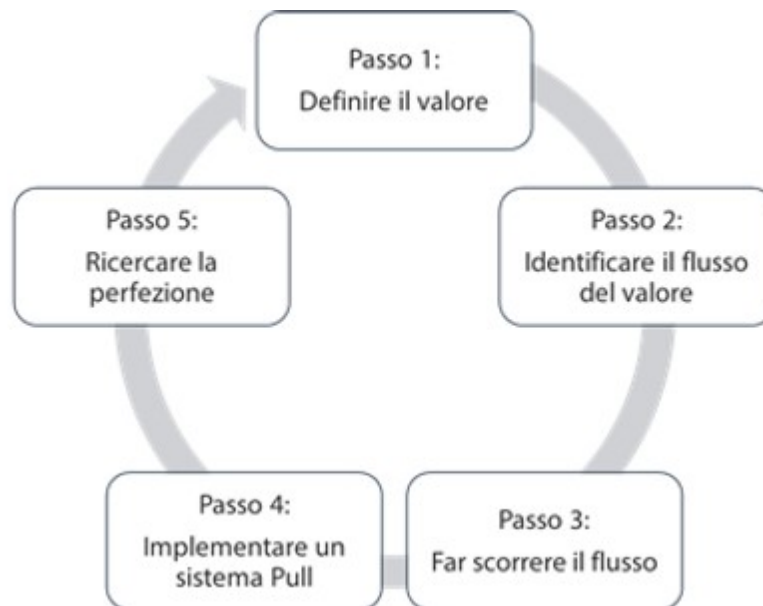 Passo 1:
Definire il valore
Passo 2:
Identificare il flusso
del valore
Passo 3:
Far scorrere il flusso
Passo 4:
Implementare un
sistema Pull
Passo 5:
Ricercare la
perfezione